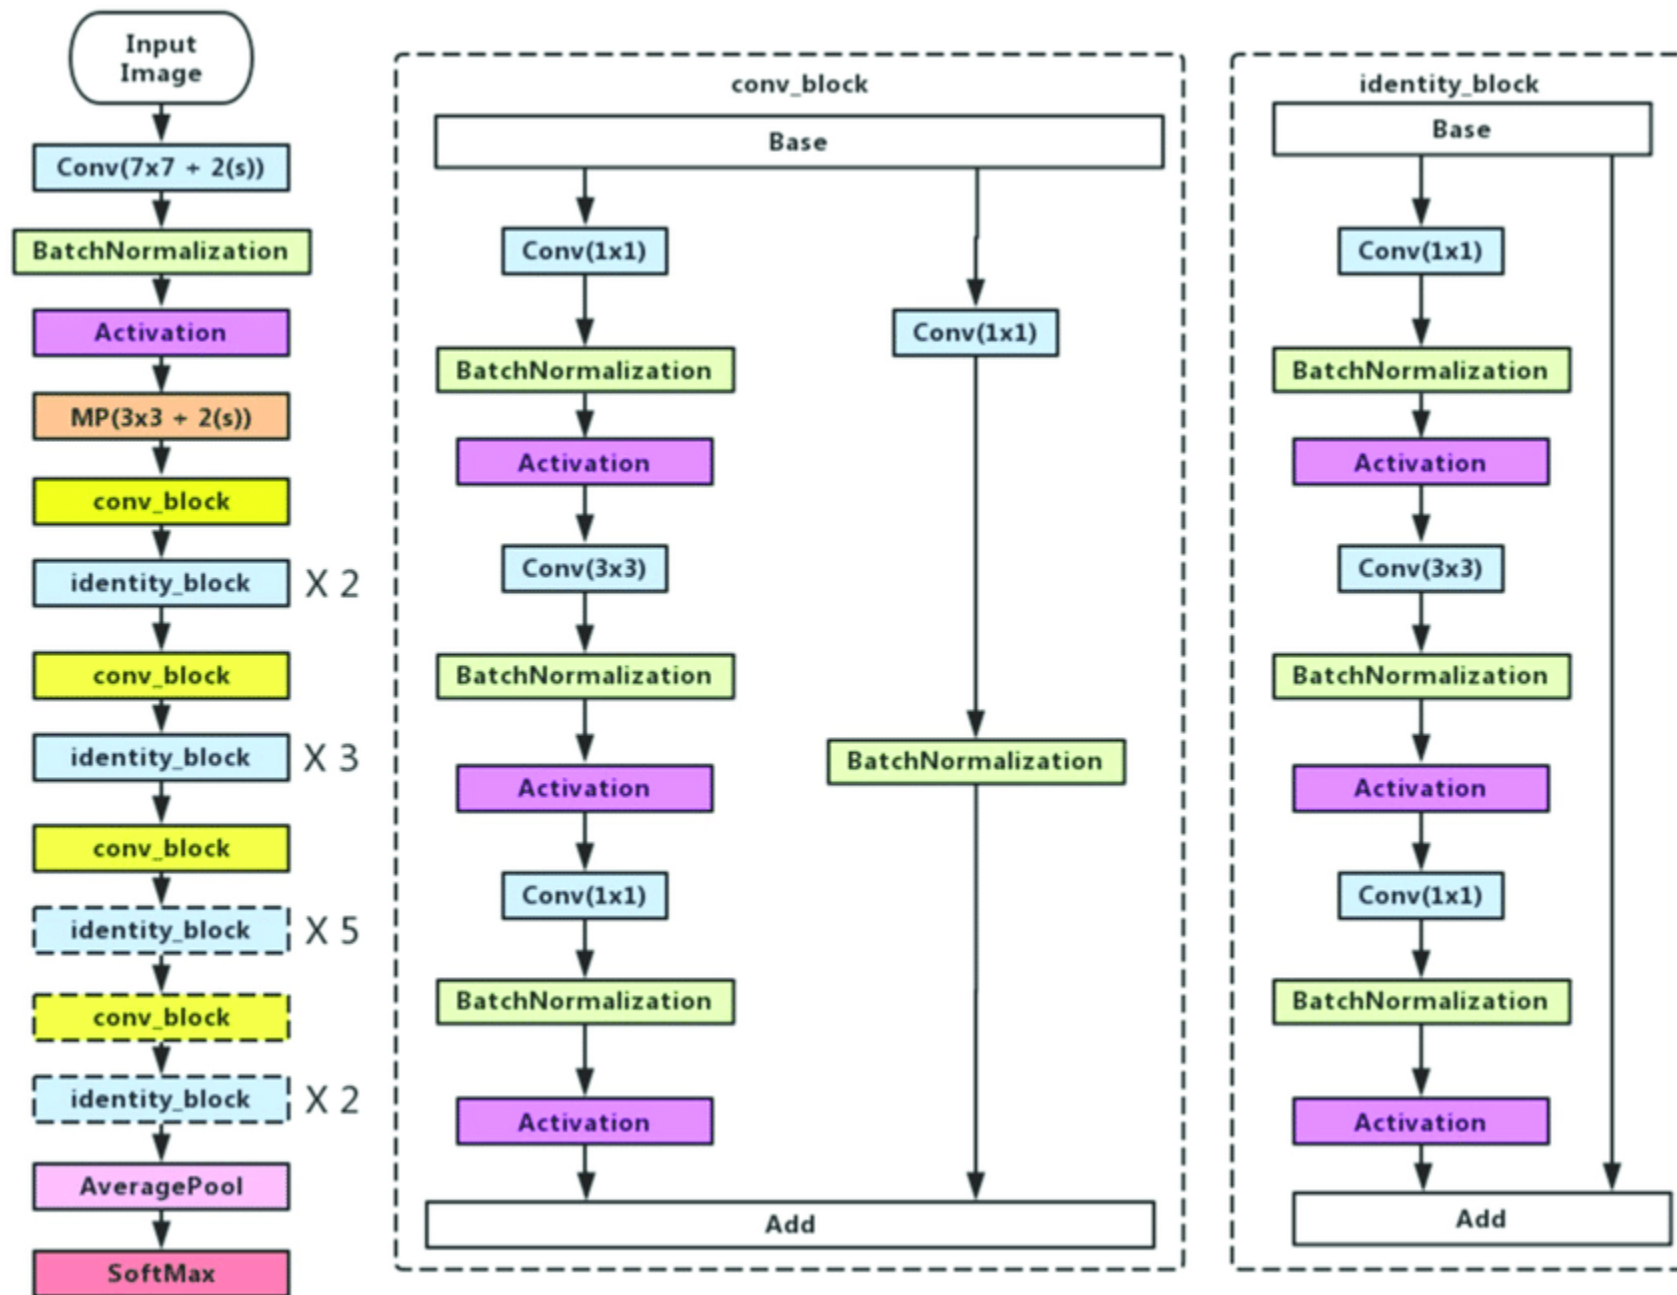 Input
Image
Conv(7x7 + 2(s))
BatchNormalization
Activation
MP(3x3 + 2(s))
conv_block
identity_block X 2
conv_block
identity_block X 3
conv_block
identity_block X 5
conv_block
identity_block X 2
AveragePool
SoftMax
conv_block
Base
Conv(1x1)
BatchNormalization
Activation
Conv(3x3)
BatchNormalization
Activation
Conv(1x1)
BatchNormalization
Activation
Conv(1x1)
BatchNormalization
Add
identity_block
Base
Conv(1x1)
BatchNormalization
Activation
Conv(3x3)
BatchNormalization
Activation
Conv(1x1)
BatchNormalization
Activation
Add